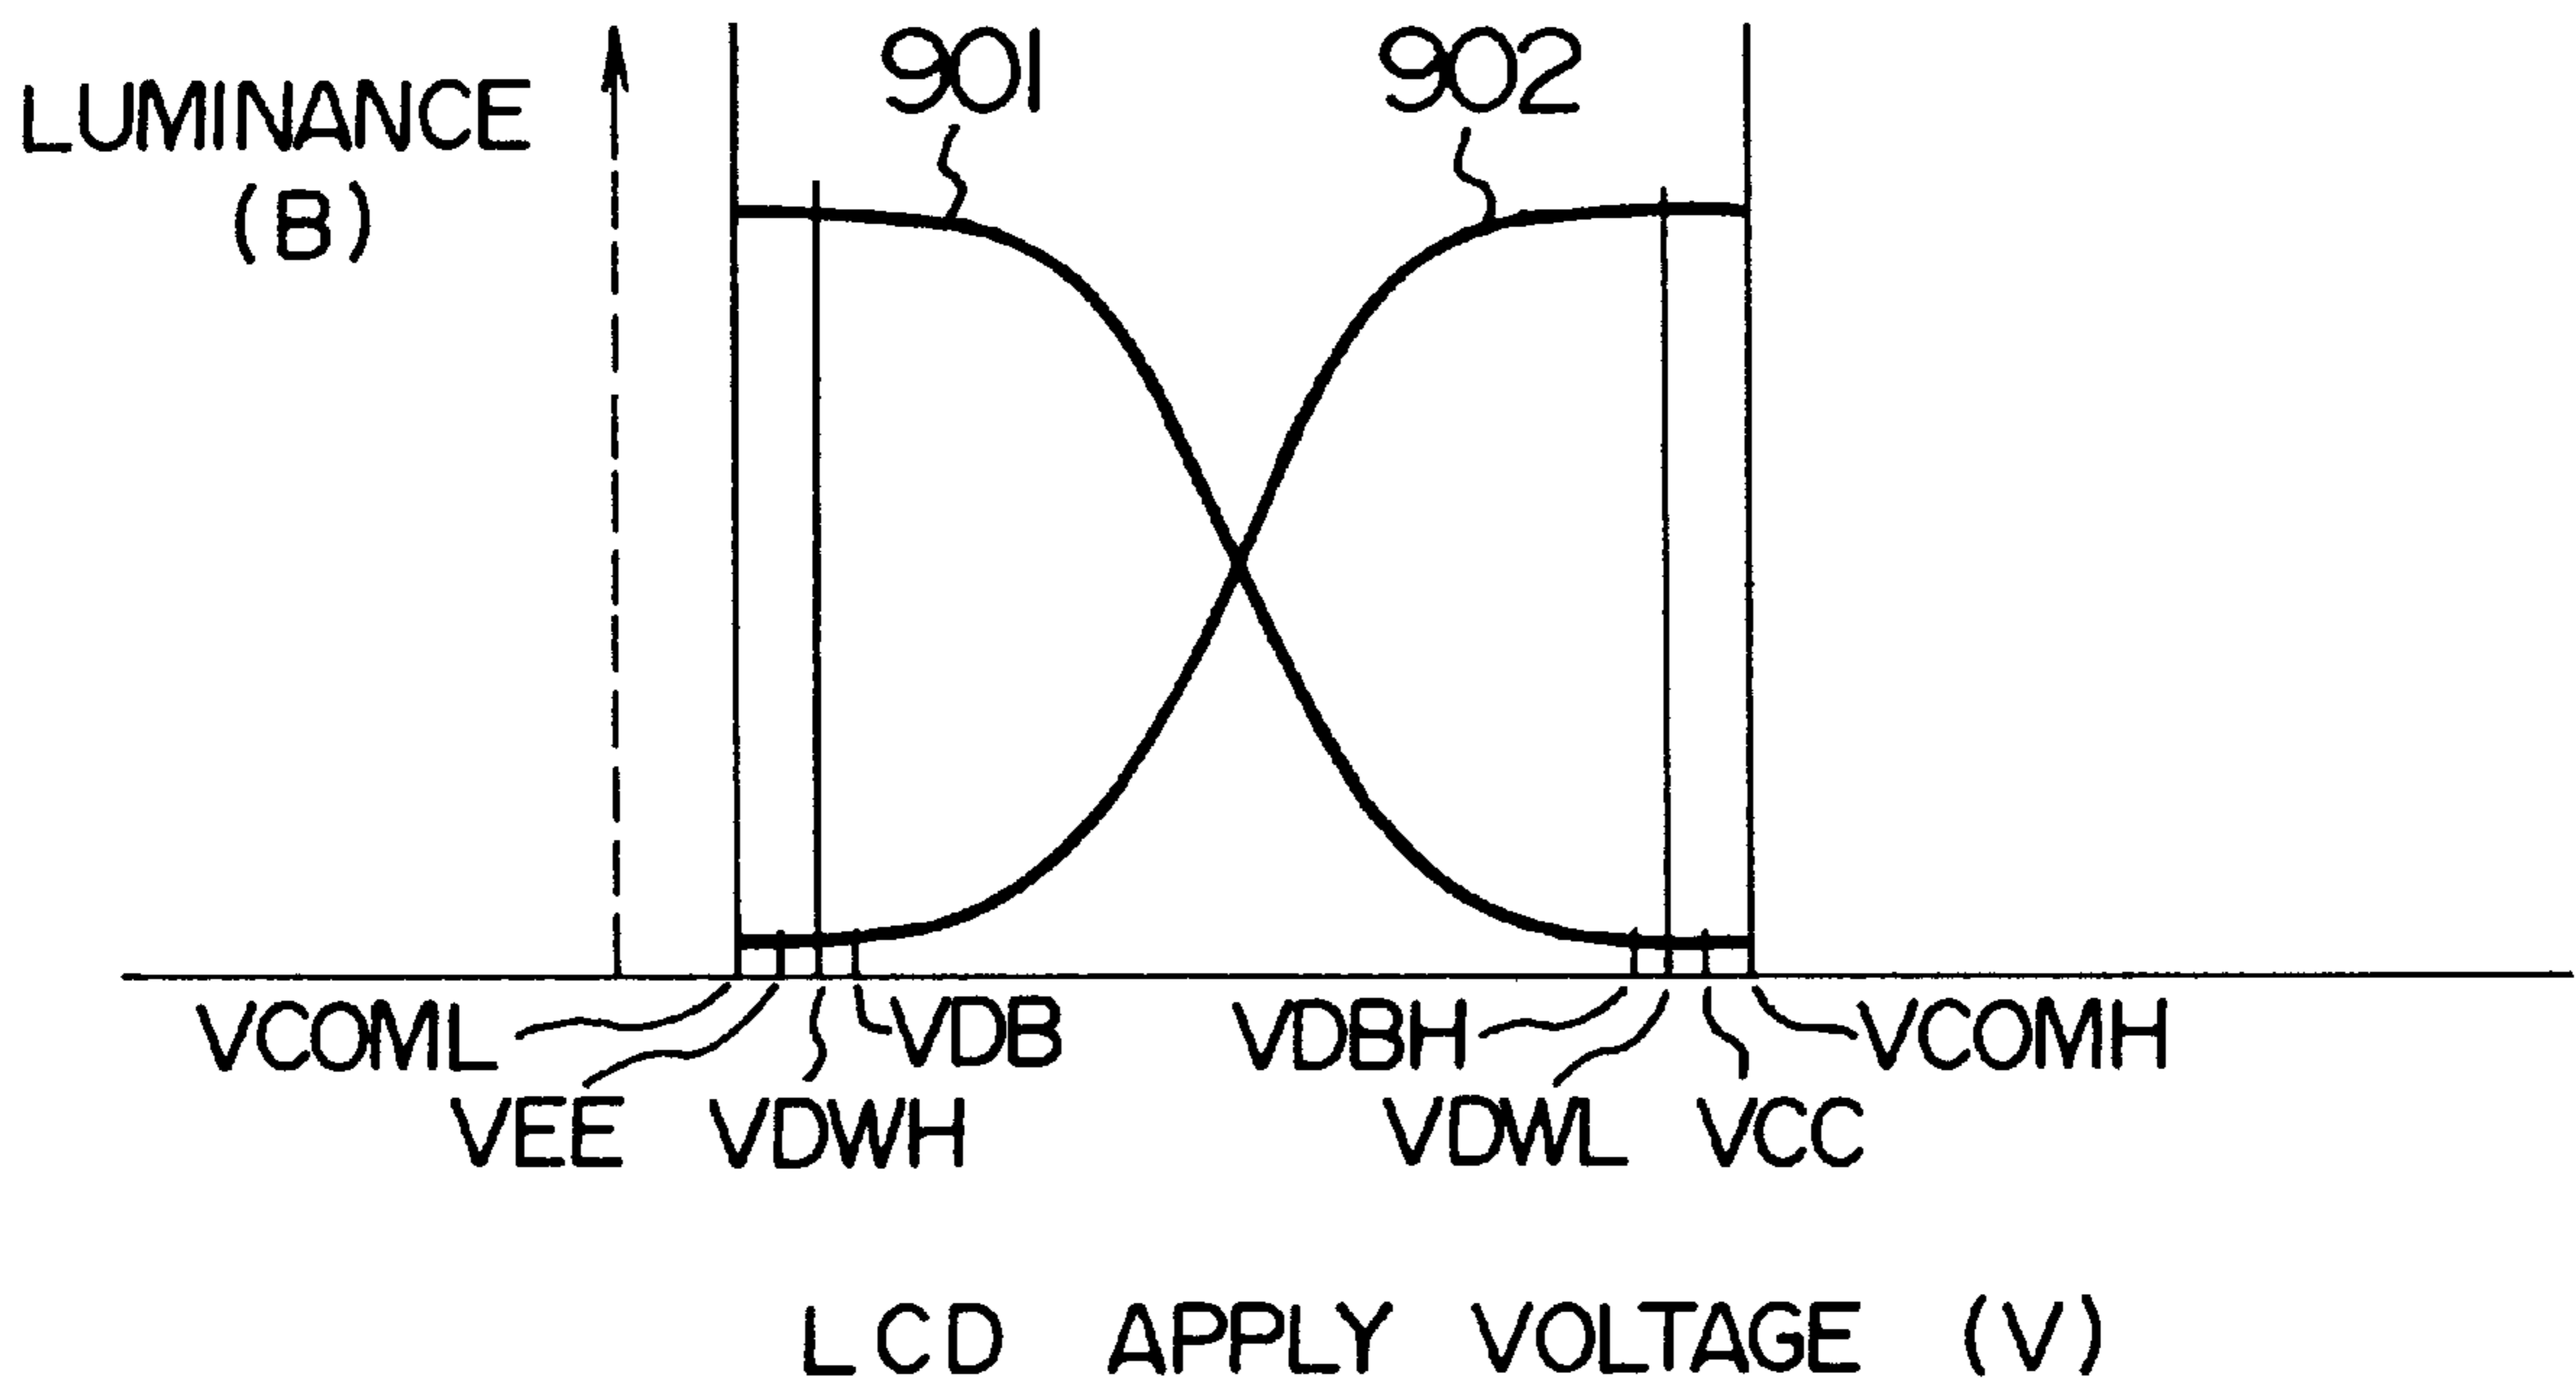 901
902
LUMINANCE
(B)
VCOML
VDB
VDBH
VCOMH
VEE
VDWH
VDWL
VCC
LCD APPLY VOLTAGE (V)